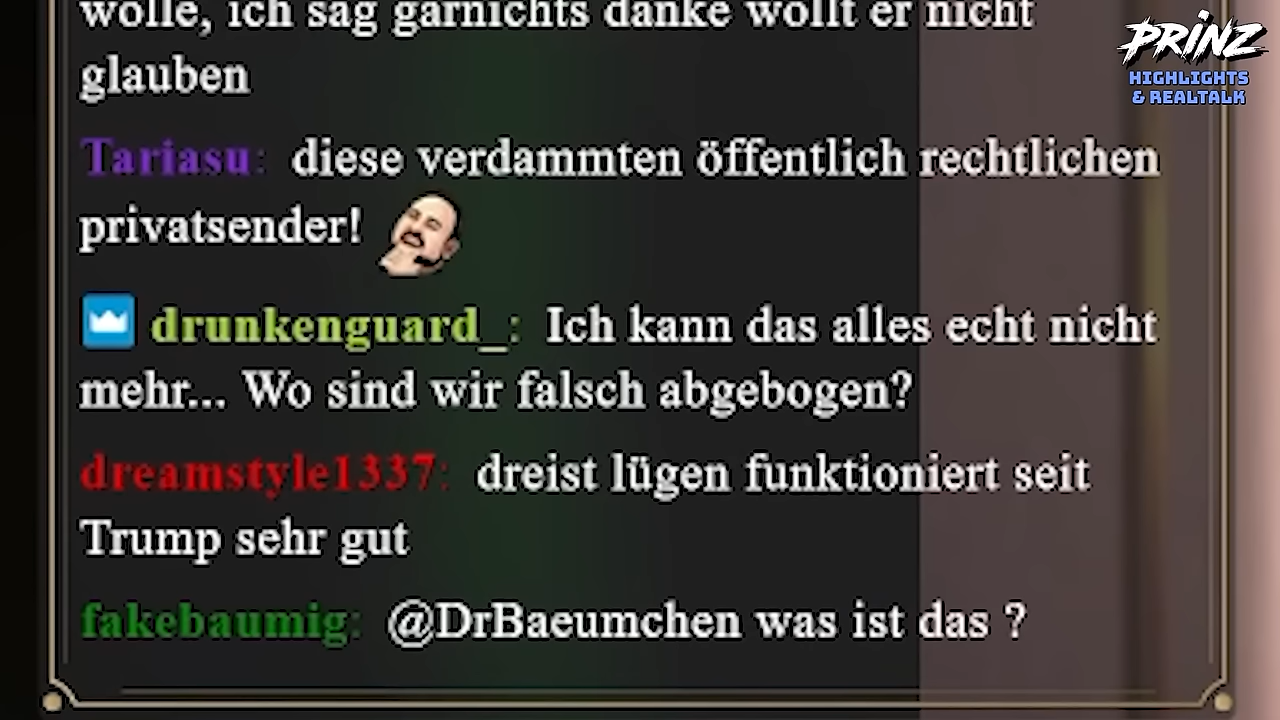 wolle, ich sag garnichts danke wollt er nicht
glauben
Tariasu: diese verdammten öffentlich rechtlichen
privatsender!
drunkenguard_: Ich kann das alles echt nicht
mehr... Wo sind wir falsch abgebogen?
dreamstyle1337: dreist lügen funktioniert seit
Trump sehr gut
fakebaumig: @DrBaeumchen was ist das ?
PRINZ
HIGHLIGHTS
& REALTALK